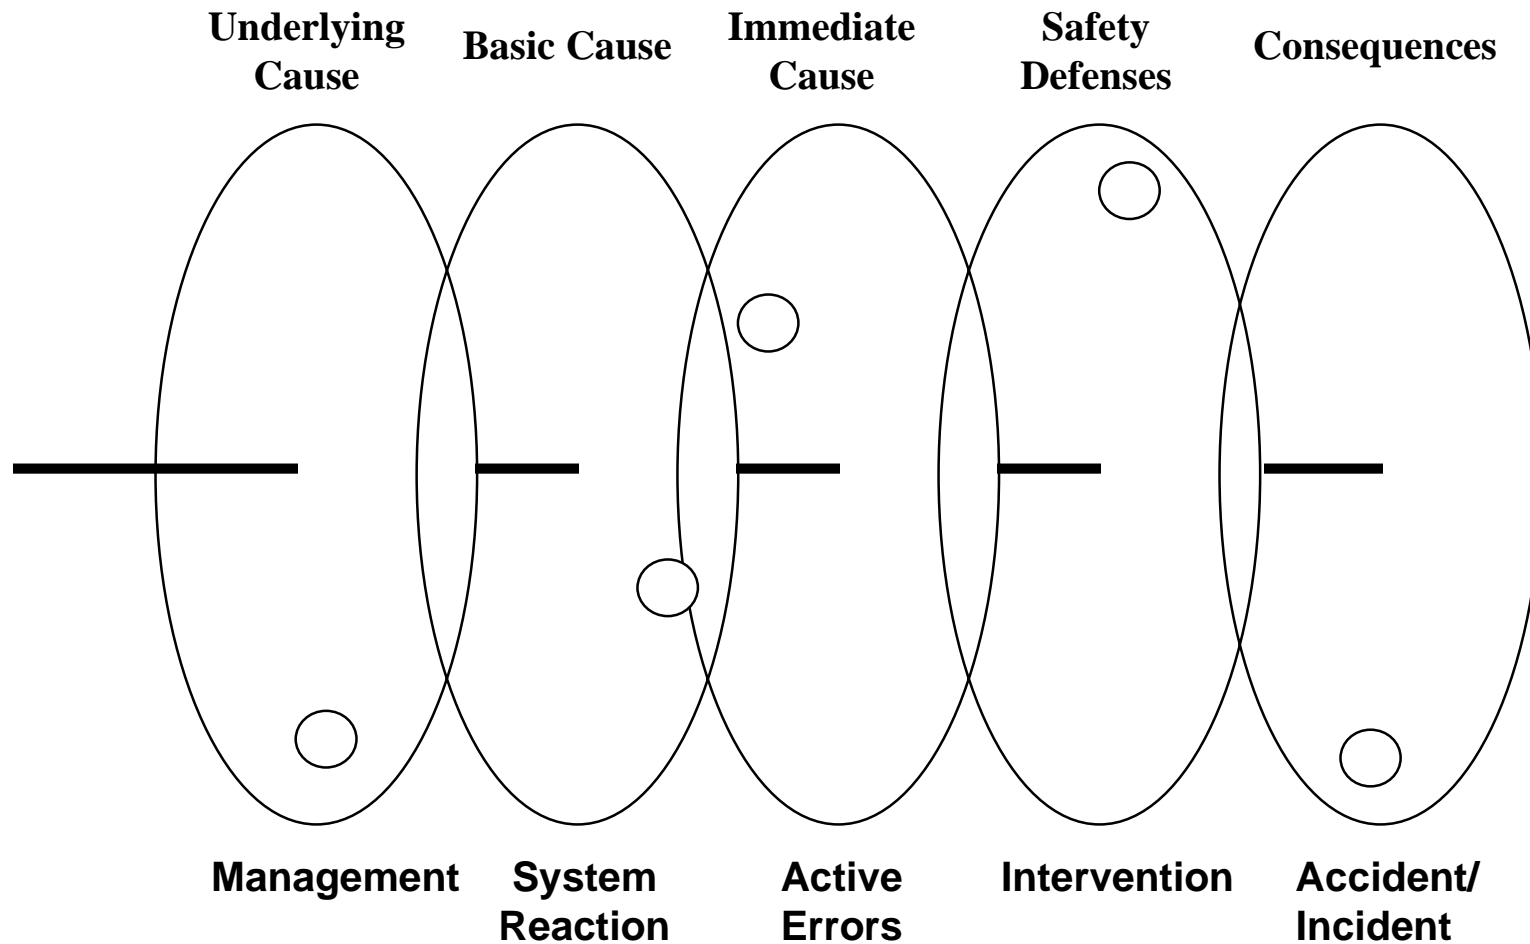 Underlying
Cause
Basic Cause
Immediate
Cause
Safety
Defenses
Consequences
Management
System
Reaction
Active
Errors
Intervention
Accident/
Incident